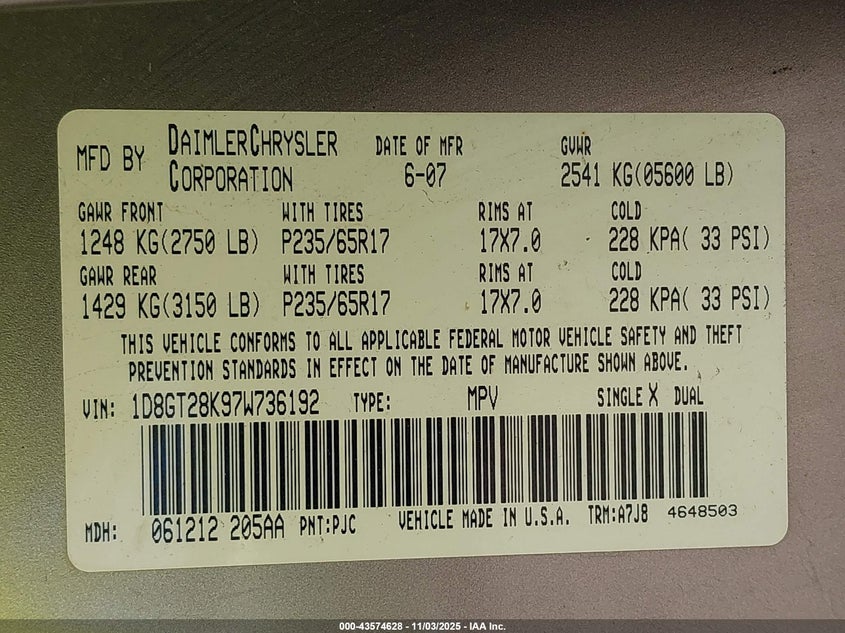 MFD BY DAIMLERCHRYSLER CORPORATION DATE OF MFR 6-07 GVWR 2541 KG(05600 LB)
GAWR FRONT WITH TIRES RIMS AT COLD
1248 KG(2750 LB) P235/65R17 17X7.0 228 KPA( 33 PSI)
GAWR REAR WITH TIRES RIMS AT COLD
1429 KG(3150 LB) P235/65R17 17X7.0 228 KPA( 33 PSI)
THIS VEHICLE CONFORMS TO ALL APPLICABLE FEDERAL MOTOR VEHICLE SAFETY AND THEFT
PREVENTION STANDARDS IN EFFECT ON THE DATE OF MANUFACTURE SHOWN ABOVE.
VIN: 1D8GT28K97W736192 TYPE: MPV SINGLE X DUAL
MDH: 061212 205AA PNT:PJC VEHICLE MADE IN U.S.A. TRM:A7J8 4648503
000-43574628 - 11/03/2025 - IAA Inc.